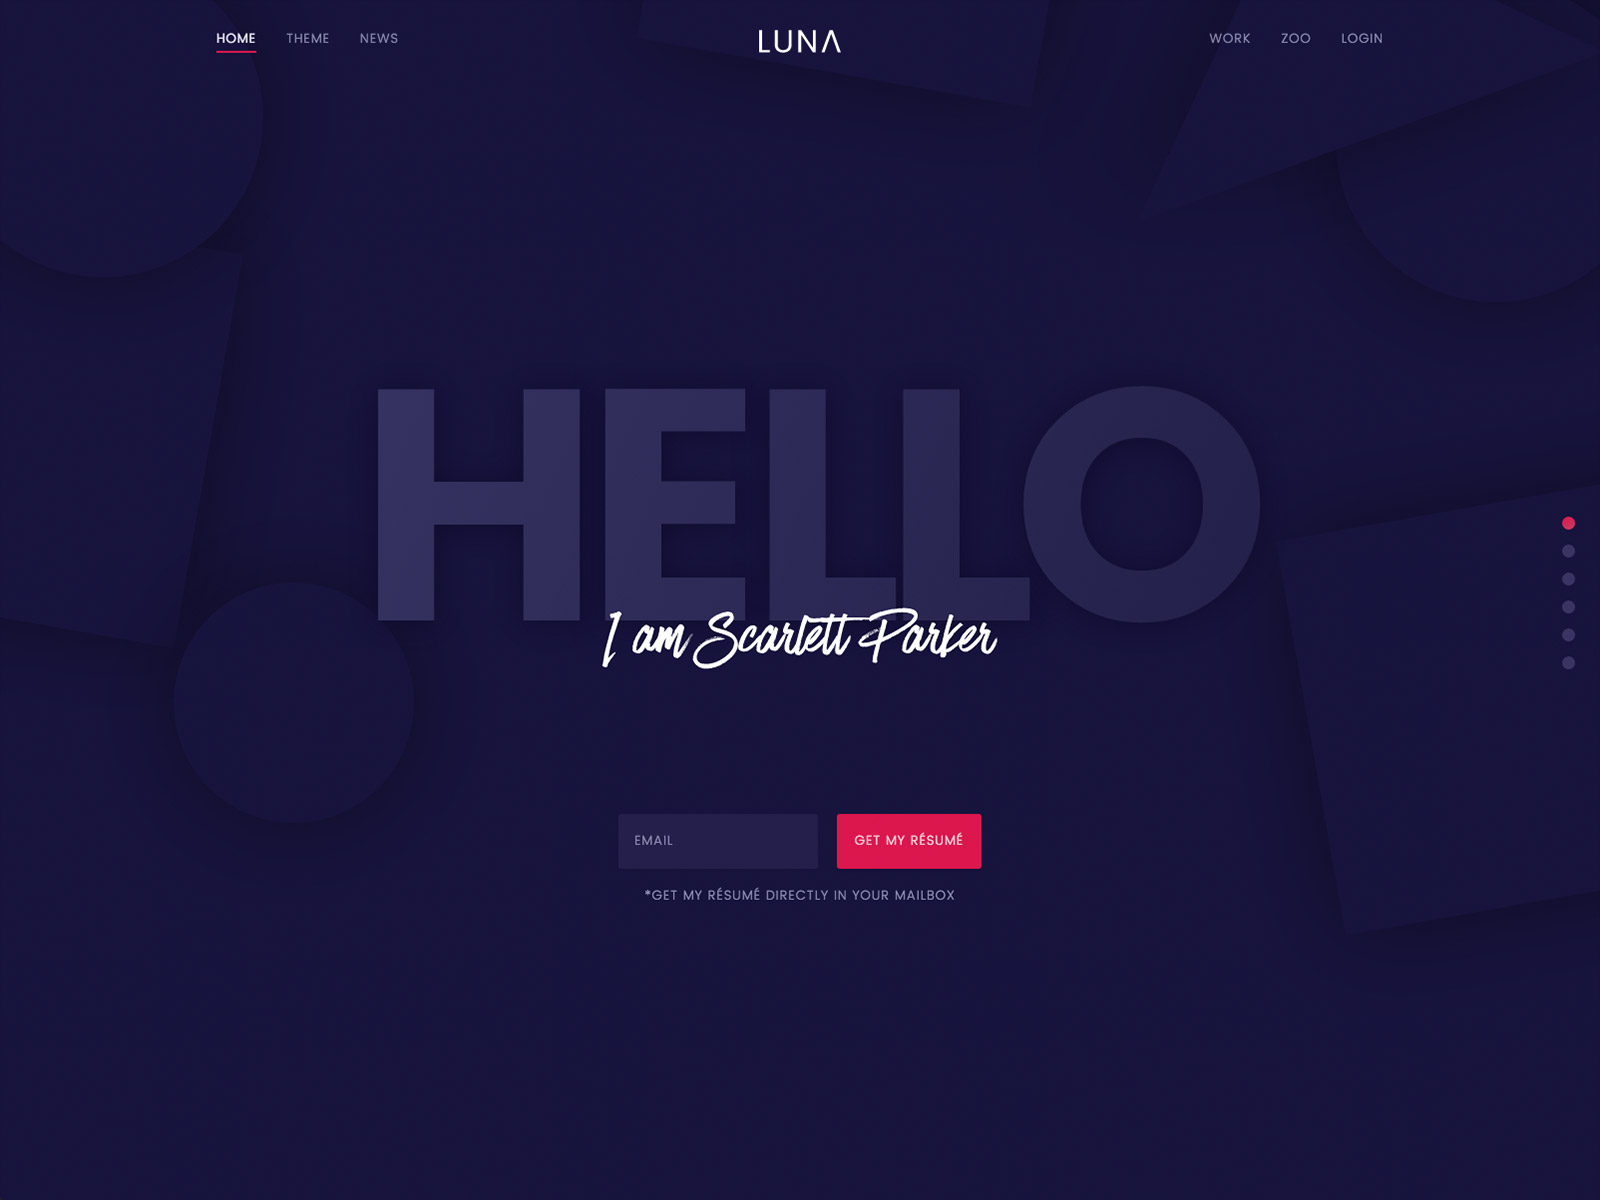 HOME THEME NEWS LUNA WORK ZOO LOGIN
HELLO
I am Scarlett Parker
EMAIL GET MY RÉSUMÉ
*GET MY RÉSUMÉ DIRECTLY IN YOUR MAILBOX